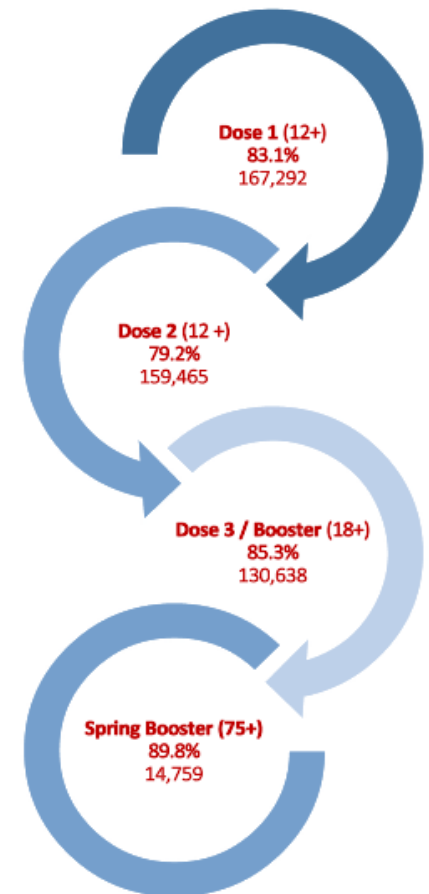 Dose 1 (12+)
83.1%
167,292
Dose 2 (12 +)
79.2%
159,465
Dose 3 / Booster (18+)
85.3%
130,638
Spring Booster (75+)
89.8%
14,759